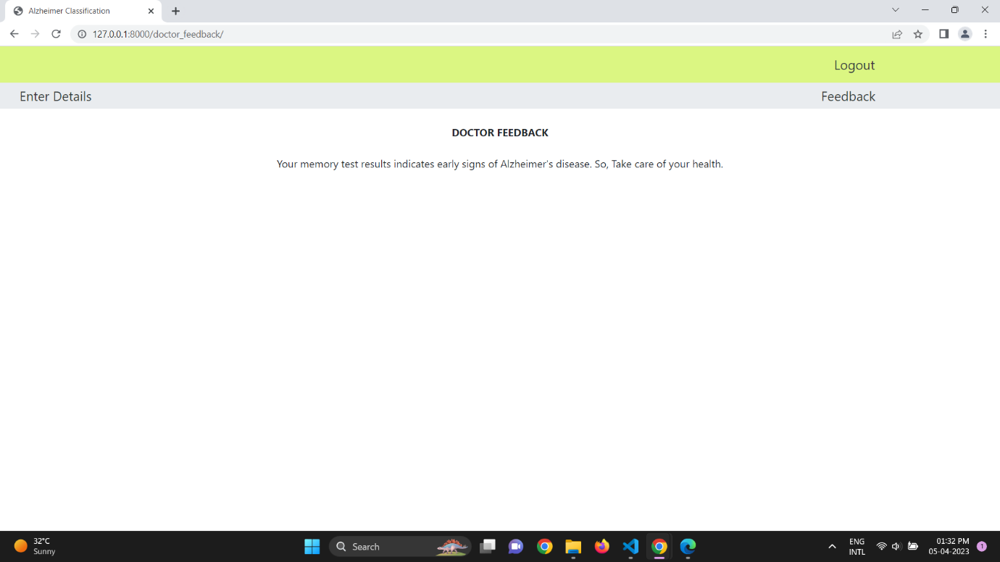 Alzheimer Classification
127.0.0.1:8000/doctor_feedback/
Logout
Enter Details
Feedback
DOCTOR FEEDBACK
Your memory test results indicates early signs of Alzheimer's disease. So, Take care of your health.
32°C
Sunny
Search
ENG
INTL
01:32 PM
05-04-2023
1